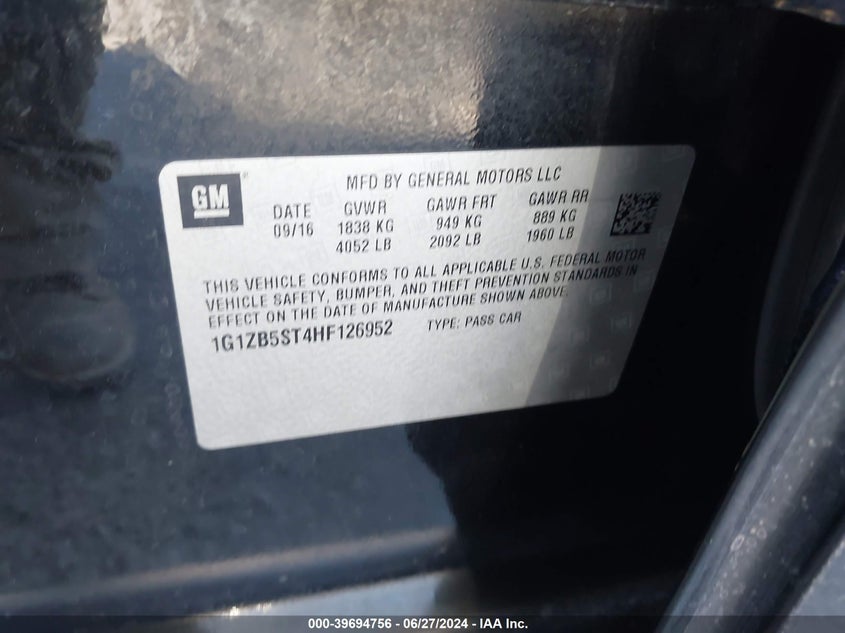 GM
MFD BY GENERAL MOTORS LLC
DATE GVWR GAWR FRT GAWR RR
09/16 1838 KG 949 KG 889 KG
4052 LB 2092 LB 1960 LB
THIS VEHICLE CONFORMS TO ALL APPLICABLE U.S. FEDERAL MOTOR
VEHICLE SAFETY, BUMPER, AND THEFT PREVENTION STANDARDS IN
EFFECT ON THE DATE OF MANUFACTURE SHOWN ABOVE.
1G1ZB5ST4HF126952 TYPE: PASS CAR
000-39694756 - 06/27/2024 - IAA Inc.